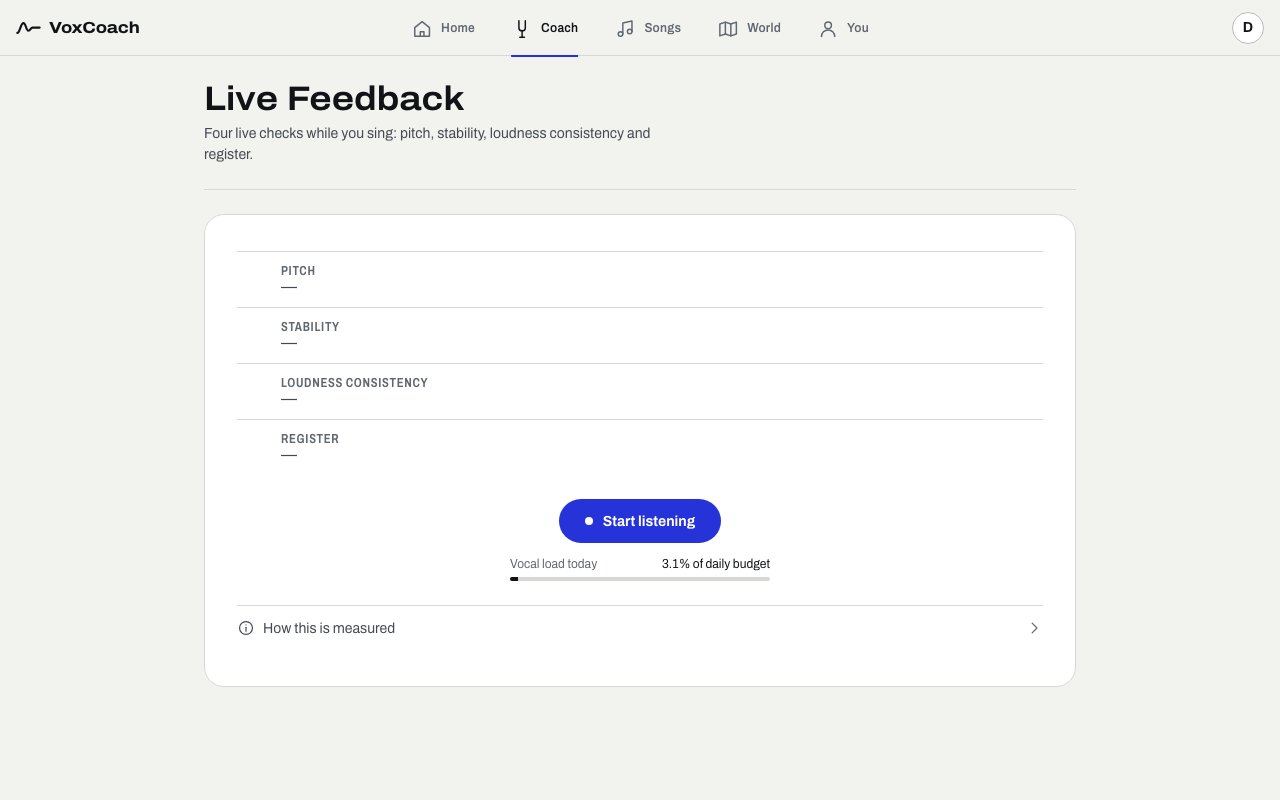 VoxCoach
Home
Coach
Songs
World
You
D
Live Feedback
Four live checks while you sing: pitch, stability, loudness consistency and
register.
PITCH
—
STABILITY
—
LOUDNESS CONSISTENCY
—
REGISTER
—
Start listening
Vocal load today
3.1% of daily budget
How this is measured